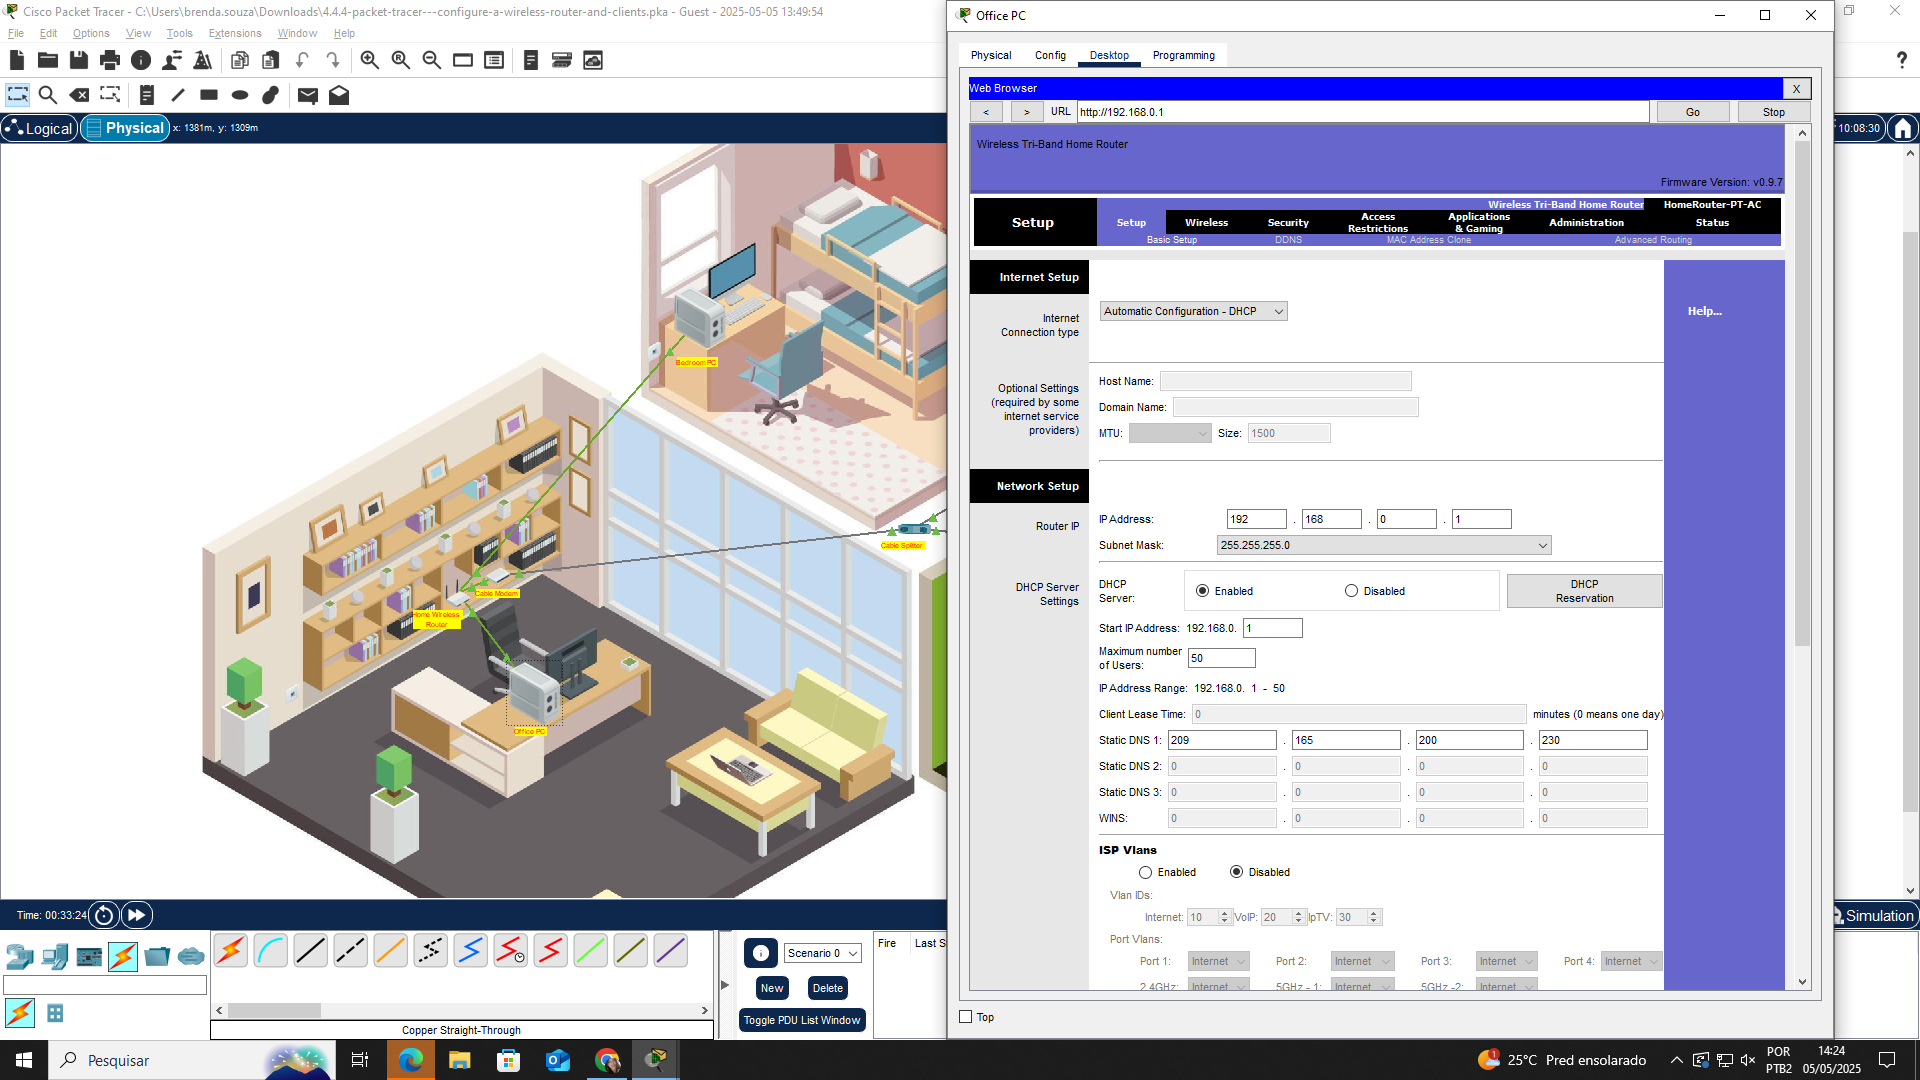 Cisco Packet Tracer - C:\Users\brenda.souza\Downloads\4.4.4-packet-tracer---configure-a-wireless-router-and-clients.pka - Guest - 2025-05-05 13:49:54
File Edit Options View Tools Extensions Window Help
Logical Physical x: 1381m, y: 1309m
10:08:30
Bedroom PC
Cable Splitter
Cable Modem
Home Wireless
Router
Office PC
Time: 00:33:24
Simulation
Scenario 0
Fire Last S
New Delete
Toggle PDU List Window
Copper Straight-Through
Office PC
Physical Config Desktop Programming
Web Browser X
< > URL http://192.168.0.1 Go Stop
Wireless Tri-Band Home Router
Firmware Version: v0.9.7
Wireless Tri-Band Home Router HomeRouter-PT-AC
Setup
Setup Wireless Security Access Restrictions Applications & Gaming Administration Status
Basic Setup DDNS MAC Address Clone Advanced Routing
Internet Setup
Internet
Connection type
Automatic Configuration - DHCP
Help...
Optional Settings
(required by some
internet service
providers)
Host Name:
Domain Name:
MTU: Size: 1500
Network Setup
Router IP
IP Address: 192 . 168 . 0 . 1
Subnet Mask: 255.255.255.0
DHCP Server
Settings
DHCP
Server: Enabled Disabled
DHCP
Reservation
Start IP Address: 192.168.0. 1
Maximum number
of Users: 50
IP Address Range: 192.168.0. 1 - 50
Client Lease Time: 0 minutes (0 means one day)
Static DNS 1: 209 . 165 . 200 . 230
Static DNS 2: 0 . 0 . 0 . 0
Static DNS 3: 0 . 0 . 0 . 0
WINS: 0 . 0 . 0 . 0
ISP Vlans
Enabled Disabled
Vlan IDs:
Internet: 10 VoIP: 20 IpTV: 30
Port Vlans:
Port 1: Internet Port 2: Internet Port 3: Internet Port 4: Internet
2.4GHz: Internet 5GHz - 1: Internet 5GHz -2: Internet
Top
Pesquisar
1
25°C Pred ensolarado
POR
PTB2
14:24
05/05/2025